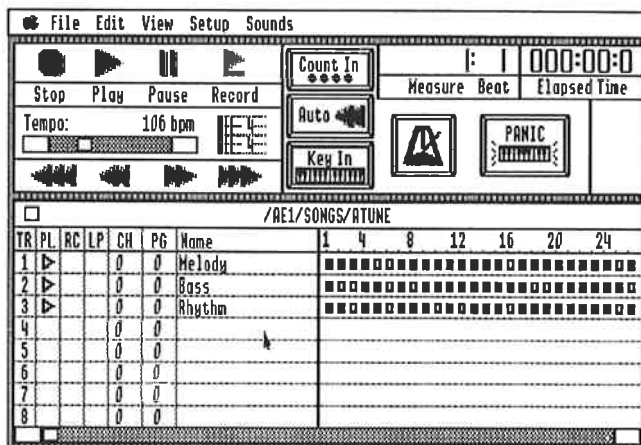 File Edit View Setup Sounds
Count In
1: 1
000:00:0
Stop Play Pause Record
Measure Beat
Elapsed Time
Tempo: 106 bpm
Auto
PANIC
Key In
/AE1/SONGS/ATUNE
TR PL RC LP CH PG Name 1 4 8 12 16 20 24
1 0 0 Melody
2 0 0 Bass
3 0 0 Rhythm
4 0 0
5 0 0
6 0 0
7 0 0
8 0 0